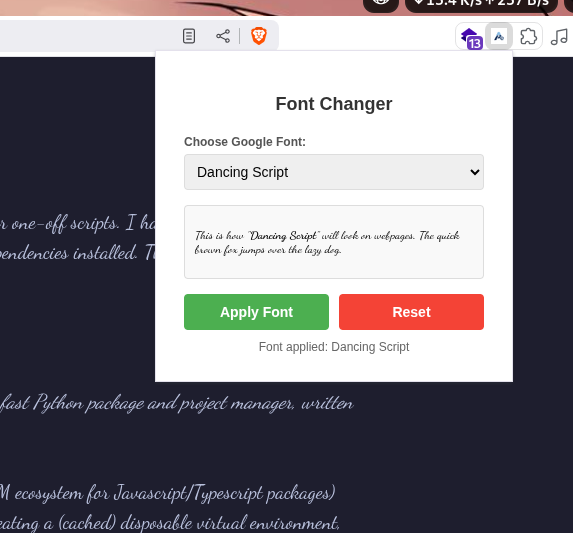 13.4 K/s 257 B/s
13
Font Changer
Choose Google Font:
Dancing Script
This is how "Dancing Script" will look on webpages. The quick
brown fox jumps over the lazy dog.
Apply Font
Reset
Font applied: Dancing Script
r one-off scripts. I ha
pendencies installed.
fast Python package and project manager, written
M ecosystem for Javascript/Typescript packages)
eating a (cached) disposable virtual environment,